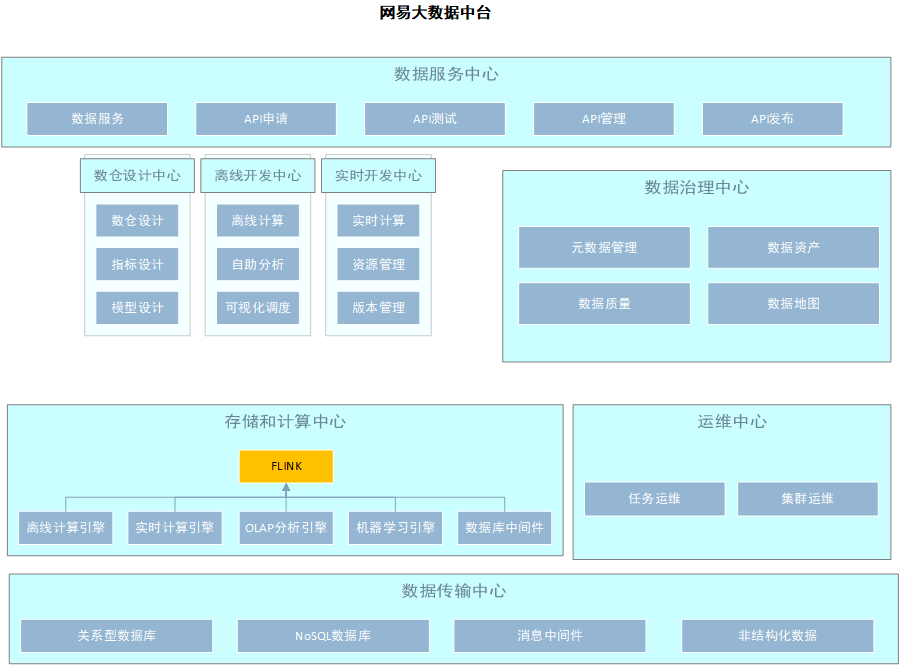 网易大数据中台
数据服务中心
数据服务
API申请
API测试
API管理
API发布
数仓设计中心
数仓设计
指标设计
模型设计
离线开发中心
离线计算
自助分析
可视化调度
实时开发中心
实时计算
资源管理
版本管理
数据治理中心
元数据管理
数据资产
数据质量
数据地图
存储和计算中心
FLINK
离线计算引擎
实时计算引擎
OLAP分析引擎
机器学习引擎
数据库中间件
运维中心
任务运维
集群运维
数据传输中心
关系型数据库
NoSQL数据库
消息中间件
非结构化数据